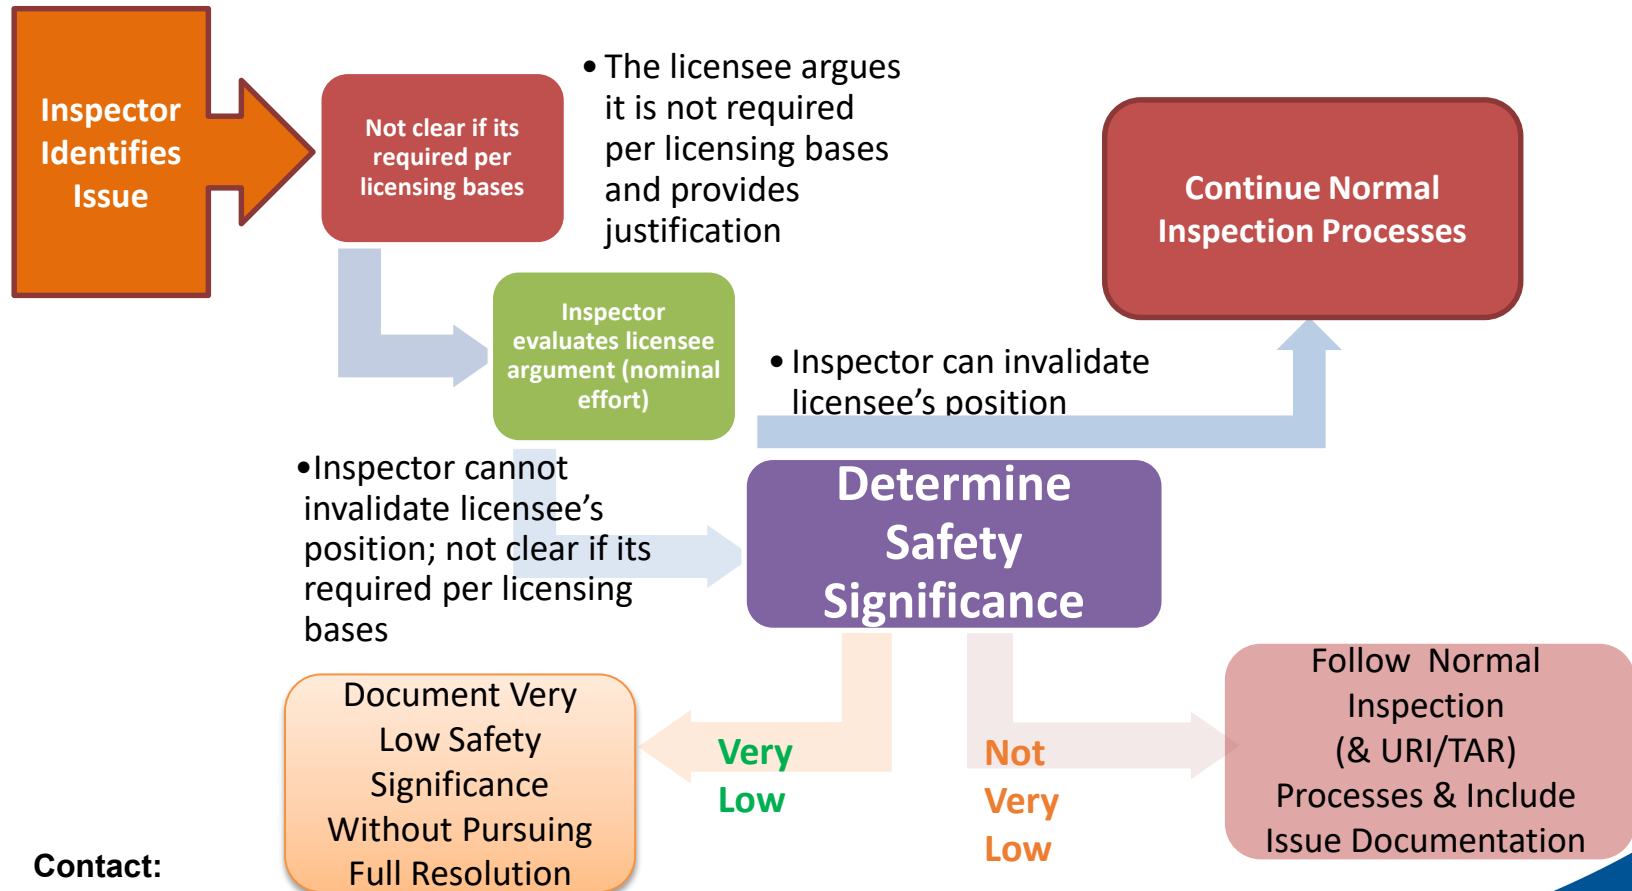 Inspector
Identifies
Issue
Not clear if its
required per
licensing bases
• The licensee argues
it is not required
per licensing bases
and provides
justification
Continue Normal
Inspection Processes
Inspector
evaluates licensee
argument (nominal
effort)
• Inspector can invalidate
licensee's position
•Inspector cannot
invalidate licensee's
position; not clear if its
required per licensing
bases
Determine
Safety
Significance
Document Very
Low Safety
Significance
Without Pursuing
Full Resolution
Very
Low
Not
Very
Low
Follow Normal
Inspection
(& URI/TAR)
Processes & Include
Issue Documentation
Contact: